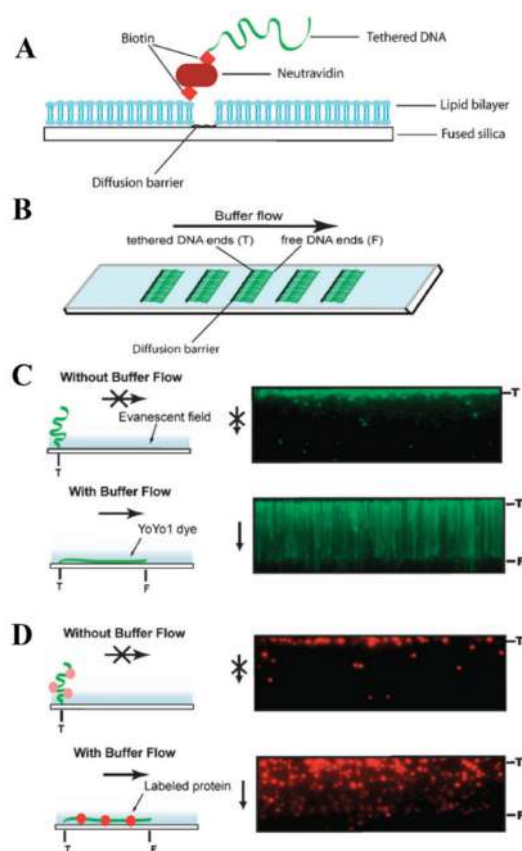 A
Biotin
Tethered DNA
Neutravidin
Lipid bilayer
Fused silica
Diffusion barrier
B
Buffer flow
tethered DNA ends (T)
free DNA ends (F)
Diffusion barrier
C
Without Buffer Flow
Evanescent field
T
T
With Buffer Flow
YoYo1 dye
T
F
T
F
D
Without Buffer Flow
T
T
With Buffer Flow
Labeled protein
T
F
T
F